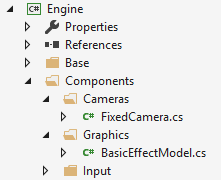 C# Engine
Properties
References
Base
Components
Cameras
C# FixedCamera.cs
Graphics
C# BasicEffectModel.cs
Input